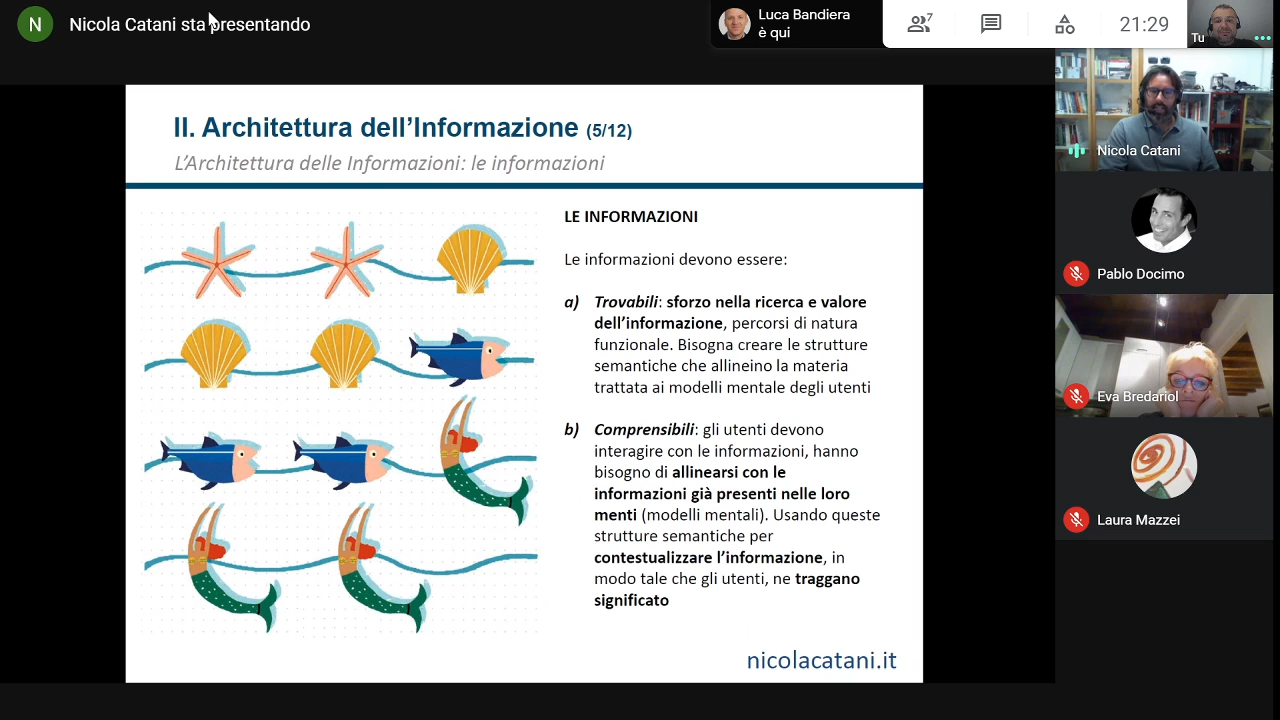 N
Nicola Catani sta presentando
Luca Bandiera
è qui
7
21:29
Tu
II. Architettura dell'Informazione (5/12)
L'Architettura delle Informazioni: le informazioni
LE INFORMAZIONI
Le informazioni devono essere:
a) Trovabili: sforzo nella ricerca e valore
dell'informazione, percorsi di natura
funzionale. Bisogna creare le strutture
semantiche che allineino la materia
trattata ai modelli mentale degli utenti
b) Comprensibili: gli utenti devono
interagire con le informazioni, hanno
bisogno di allinearsi con le
informazioni già presenti nelle loro
menti (modelli mentali). Usando queste
strutture semantiche per
contestualizzare l'informazione, in
modo tale che gli utenti, ne traggano
significato
nicolacatani.it
Nicola Catani
Pablo Docimo
Eva Bredariol
Laura Mazzei